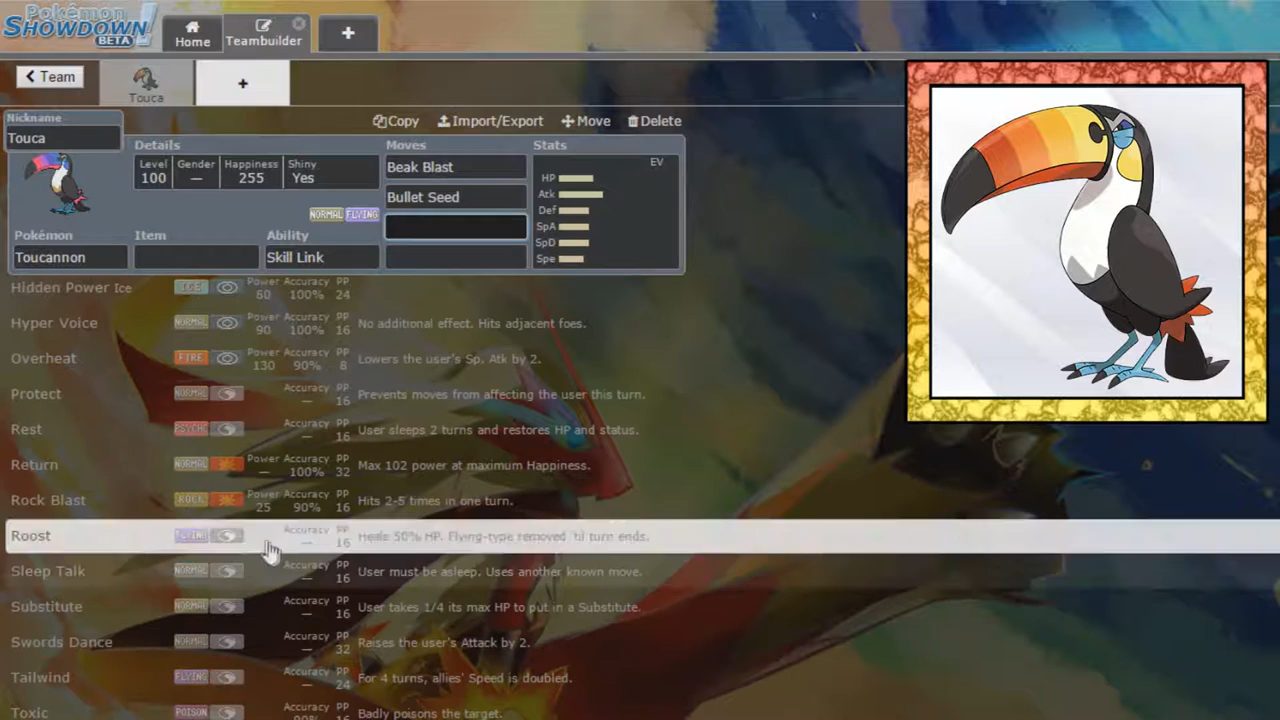 Pokémon
SHOWDOWN!
BETA
Home
Teambuilder
+
< Team
Touca
+
Copy Import/Export Move Delete
Nickname
Touca
Details
Level Gender Happiness Shiny
100 — 255 Yes
NORMAL FLYING
Pokémon Item Ability
Toucannon Skill Link
Moves
Beak Blast
Bullet Seed
Stats
EV
HP
Atk
Def
SpA
SpD
Spe
Hidden Power Ice ICE Power 60 Accuracy 100% PP 24
Hyper Voice NORMAL Power 90 Accuracy 100% PP 16 No additional effect. Hits adjacent foes.
Overheat FIRE Power 130 Accuracy 90% PP 8 Lowers the user's Sp. Atk by 2.
Protect NORMAL Accuracy — PP 16 Prevents moves from affecting the user this turn.
Rest PSYCHC Accuracy — PP 16 User sleeps 2 turns and restores HP and status.
Return NORMAL Power — Accuracy 100% PP 32 Max 102 power at maximum Happiness.
Rock Blast ROCK Power 25 Accuracy 90% PP 16 Hits 2-5 times in one turn.
Roost FLYING Accuracy — PP 16 Heals 50% HP. Flying-type removed 'til turn ends.
Sleep Talk NORMAL Accuracy — PP 16 User must be asleep. Uses another known move.
Substitute NORMAL Accuracy — PP 16 User takes 1/4 its max HP to put in a Substitute.
Swords Dance NORMAL Accuracy — PP 32 Raises the user's Attack by 2.
Tailwind FLYING Accuracy — PP 24 For 4 turns, allies' Speed is doubled.
Toxic POISON Accuracy 90% PP 16 Badly poisons the target.